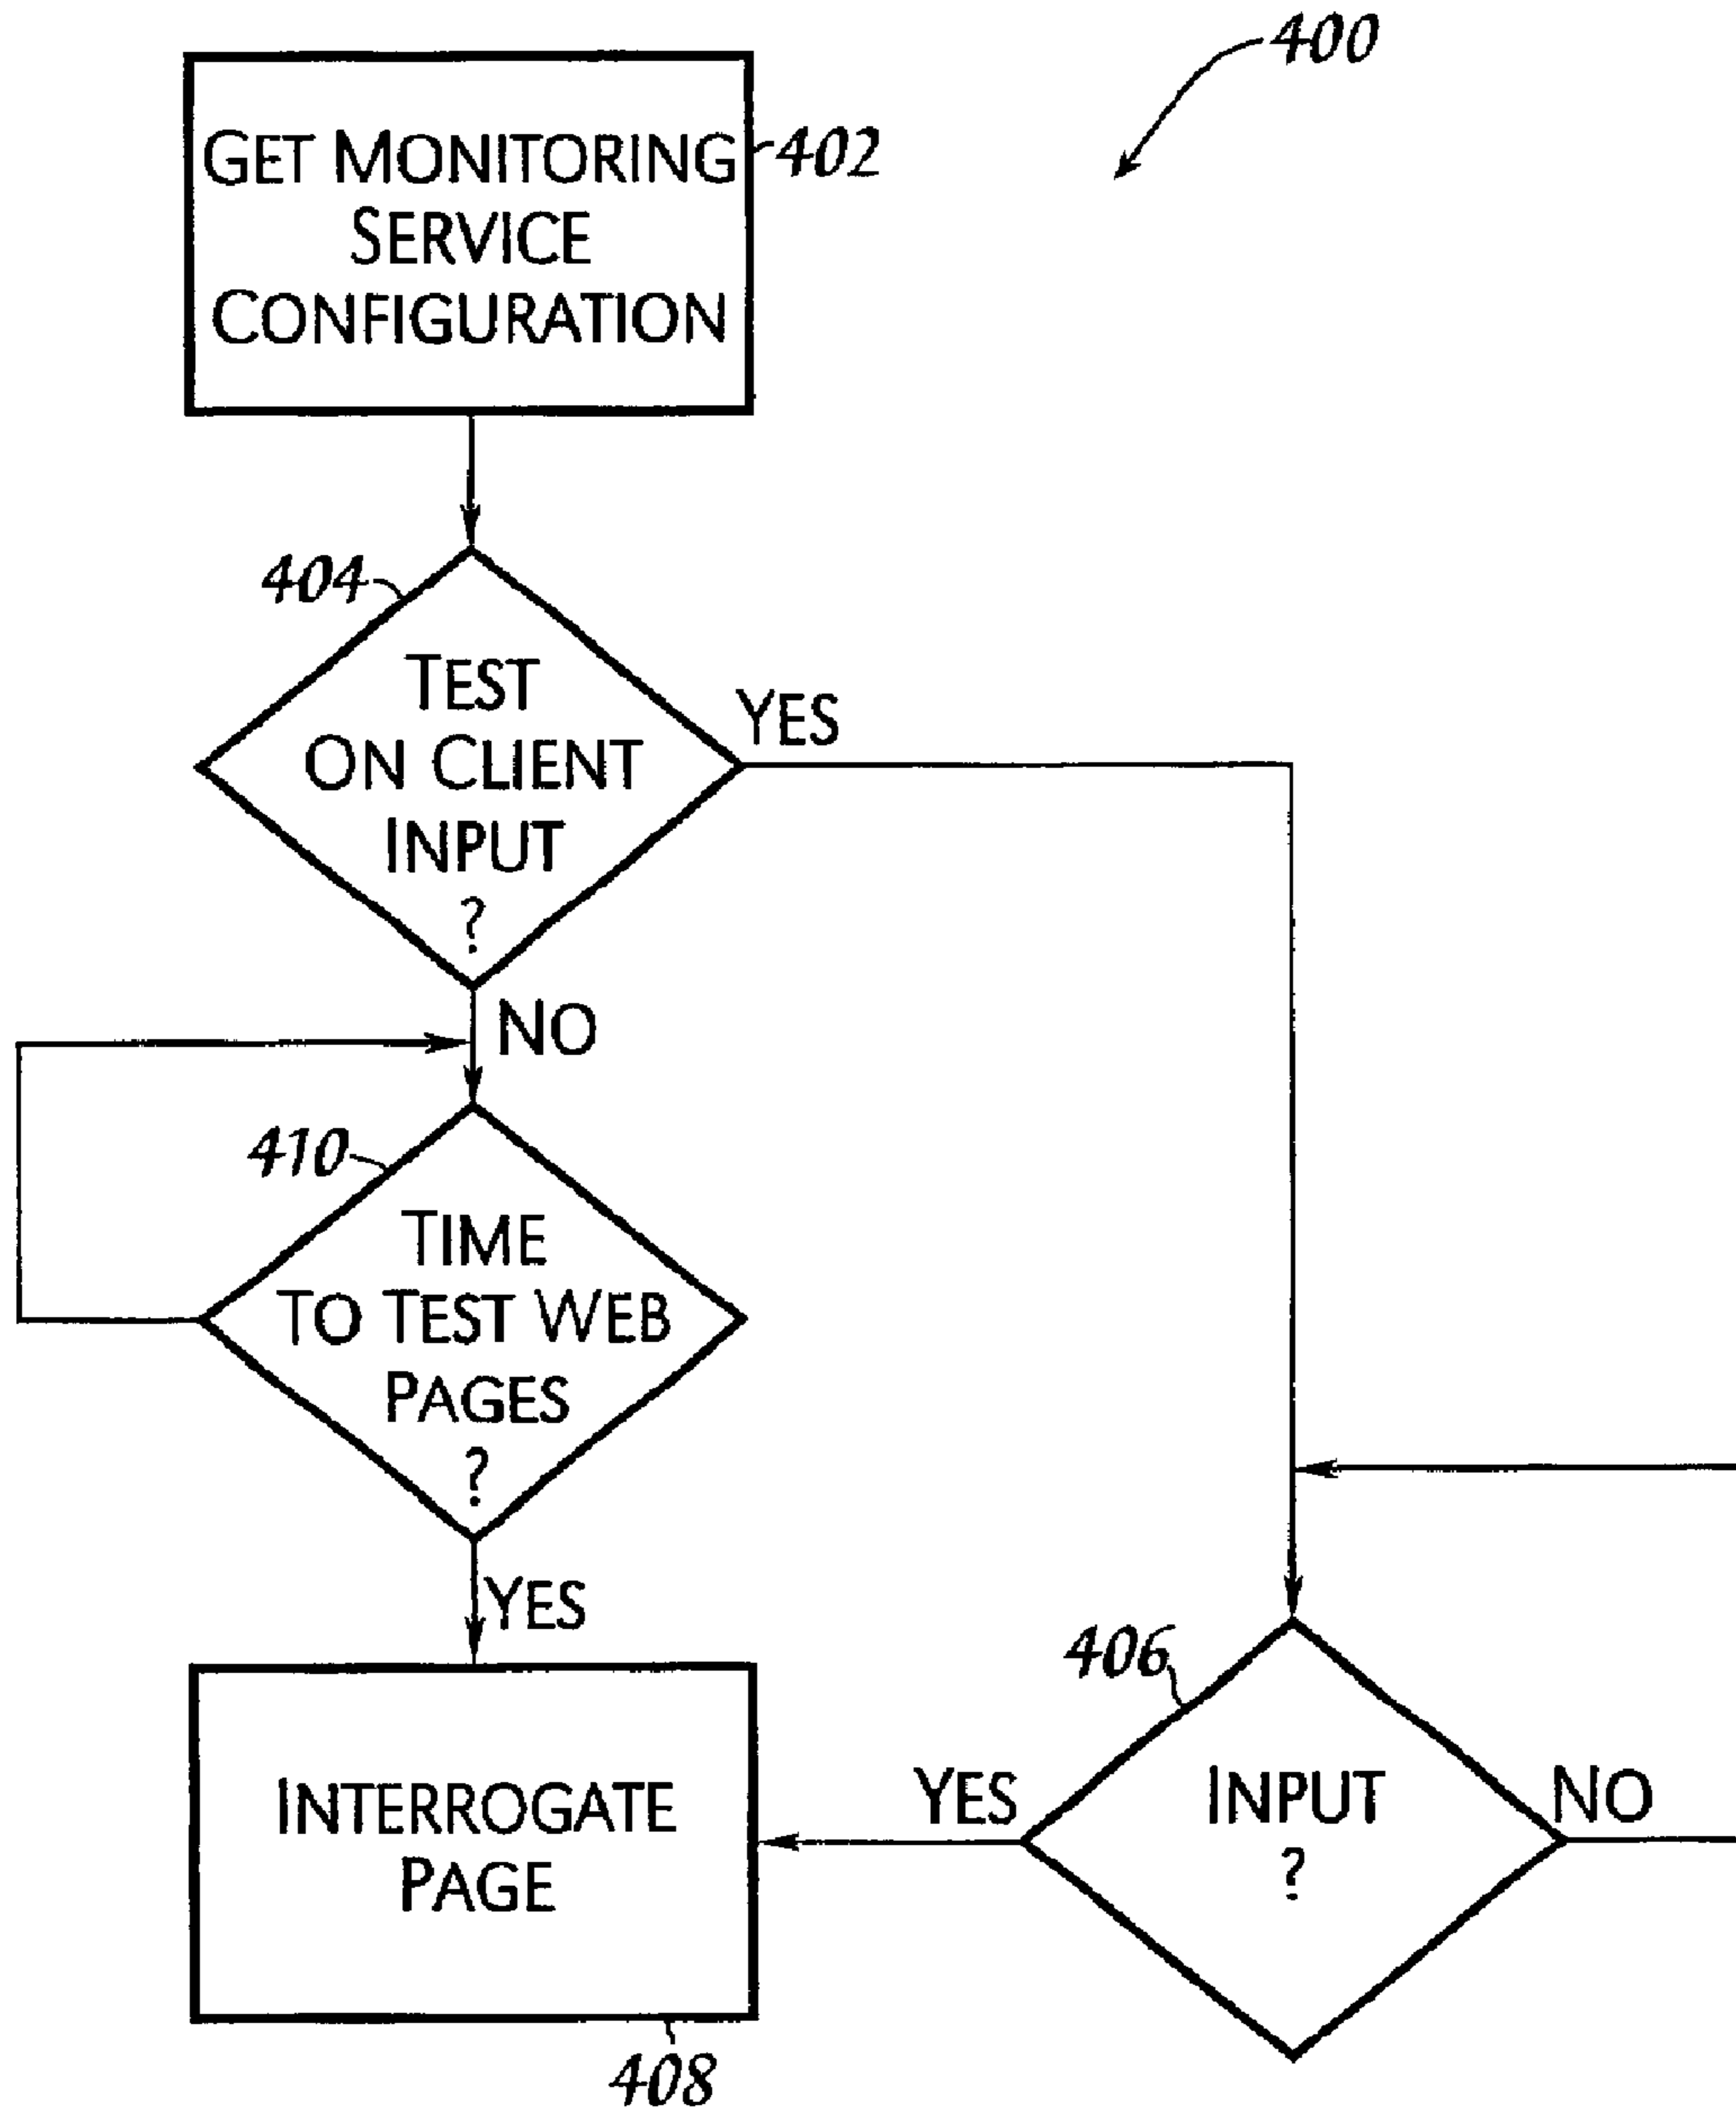 400
GET MONITORING
SERVICE
CONFIGURATION
402
404
TEST
ON CLIENT
INPUT
?
YES
NO
410
TIME
TO TEST WEB
PAGES
?
YES
406
INPUT
?
YES
NO
INTERROGATE
PAGE
408